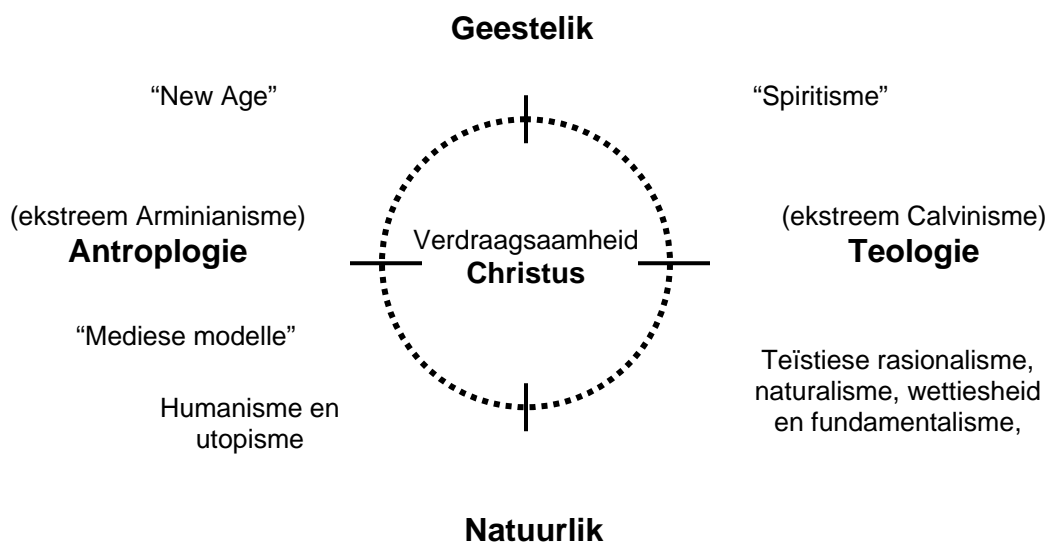 Geestelik
“New Age”
“Spiritisme”
(ekstreem Arminianisme)
Antroplogie
Verdraagsaamheid
Christus
(ekstreem Calvinisme)
Teologie
“Mediese modelle”
Humanisme en
utopisme
Teïstiese rasionalisme,
naturalisme, wettiesheid
en fundamentalisme,
Natuurlik